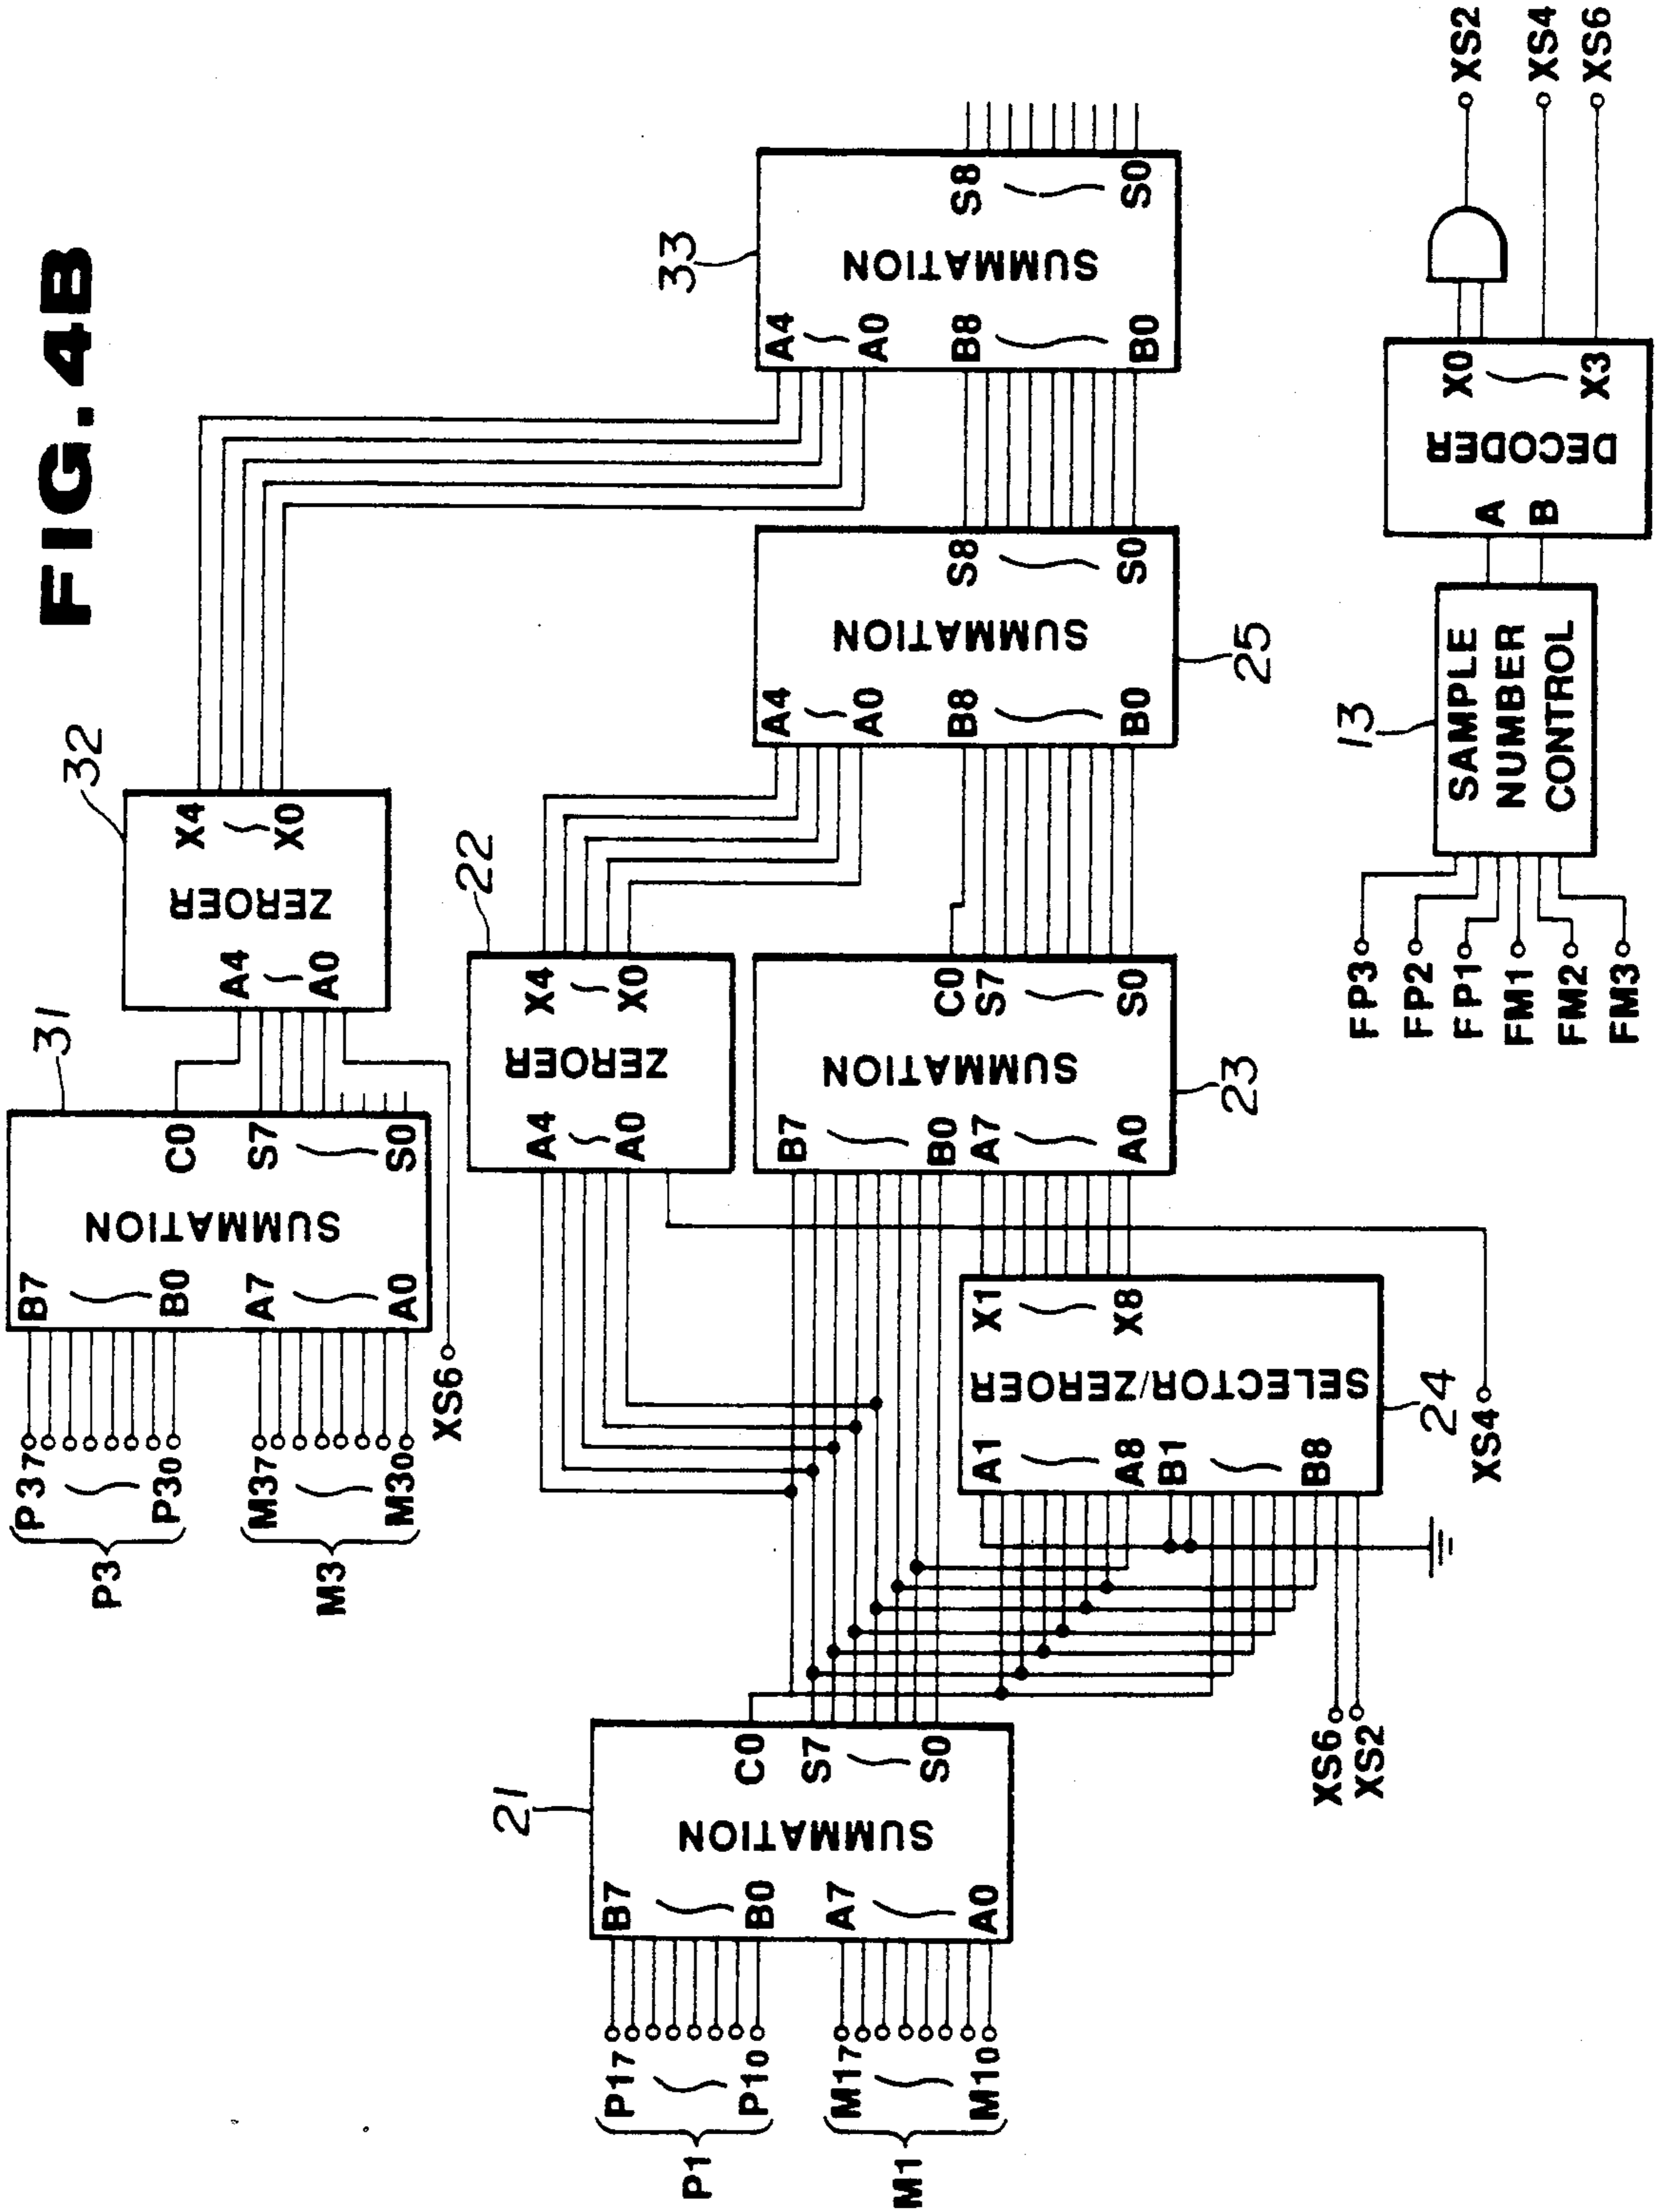 FIG. 4B
P3
P37
P30
M3
M37
M30
XS6
31
B7
B0
A7
A0
SUMMATION
C0
S7
S0
32
A4
A0
ZEROER
X4
X0
22
A4
A0
ZEROER
X4
X0
P1
P17
P10
M1
M17
M10
21
B7
B0
A7
A0
SUMMATION
C0
S7
S0
XS6
XS2
24
A1
A8
B1
B8
SELECTOR/ZEROER
X1
X8
XS4
23
B7
B0
A7
A0
SUMMATION
C0
S7
S0
25
A4
A0
B8
B0
SUMMATION
S8
S0
33
A4
A0
B8
B0
SUMMATION
S8
S0
FP3
FP2
FP1
FM1
FM2
FM3
13
SAMPLE
NUMBER
CONTROL
A
B
DECODER
X0
X3
XS2
XS4
XS6